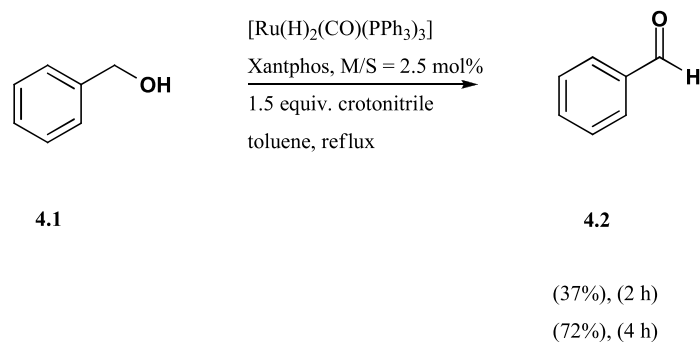 [Ru(H)₂(CO)(PPh₃)₃]
Xantphos, M/S = 2.5 mol%
1.5 equiv. crotonitrile
toluene, reflux
OH
O
H
4.1
4.2
(37%), (2 h)
(72%), (4 h)